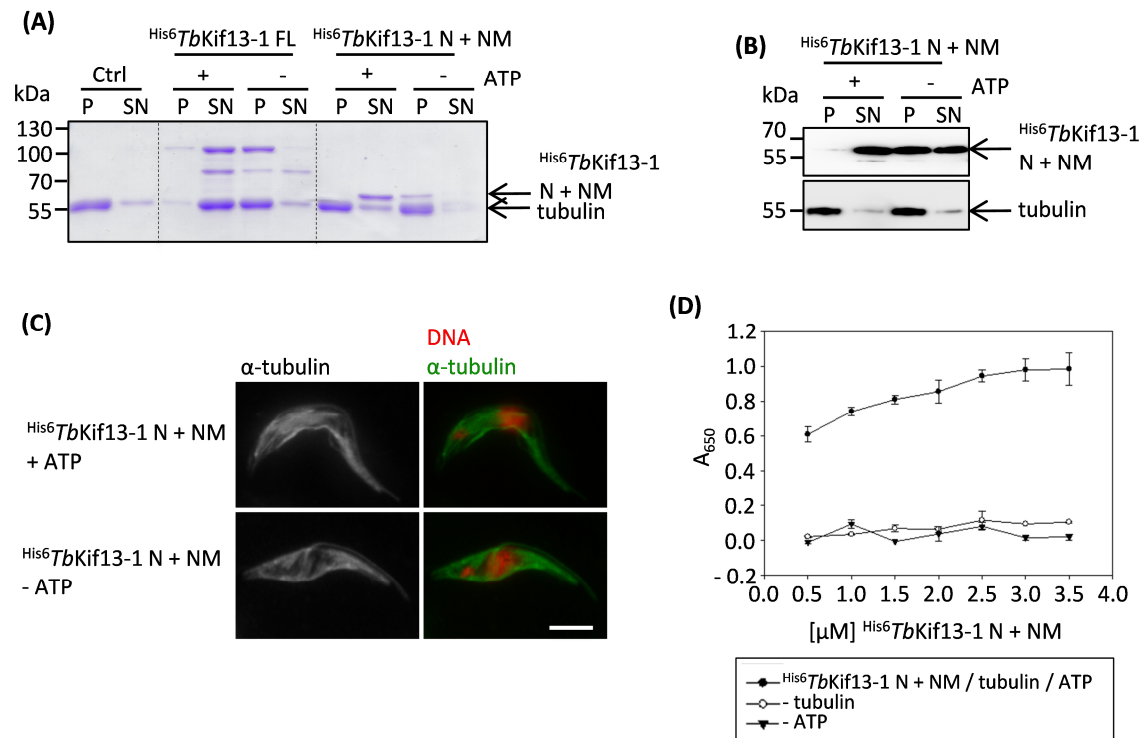 (A)
His6TbKif13-1 FL His6TbKif13-1 N + NM
Ctrl + - + - ATP
kDa P SN P SN P SN P SN P SN
130
100
70
55
His6TbKif13-1
N + NM
tubulin
(B)
His6TbKif13-1 N + NM
+ - ATP
kDa P SN P SN
70
55
His6TbKif13-1
N + NM
55 tubulin
(C)
DNA
α-tubulin α-tubulin
His6TbKif13-1 N + NM
+ ATP
His6TbKif13-1 N + NM
- ATP
(D)
1.2
1.0
0.8
0.6
0.4
0.2
0.0
- 0.2
A650
0.0 0.5 1.0 1.5 2.0 2.5 3.0 3.5 4.0
[µM] His6TbKif13-1 N + NM
His6TbKif13-1 N + NM / tubulin / ATP
- tubulin
- ATP